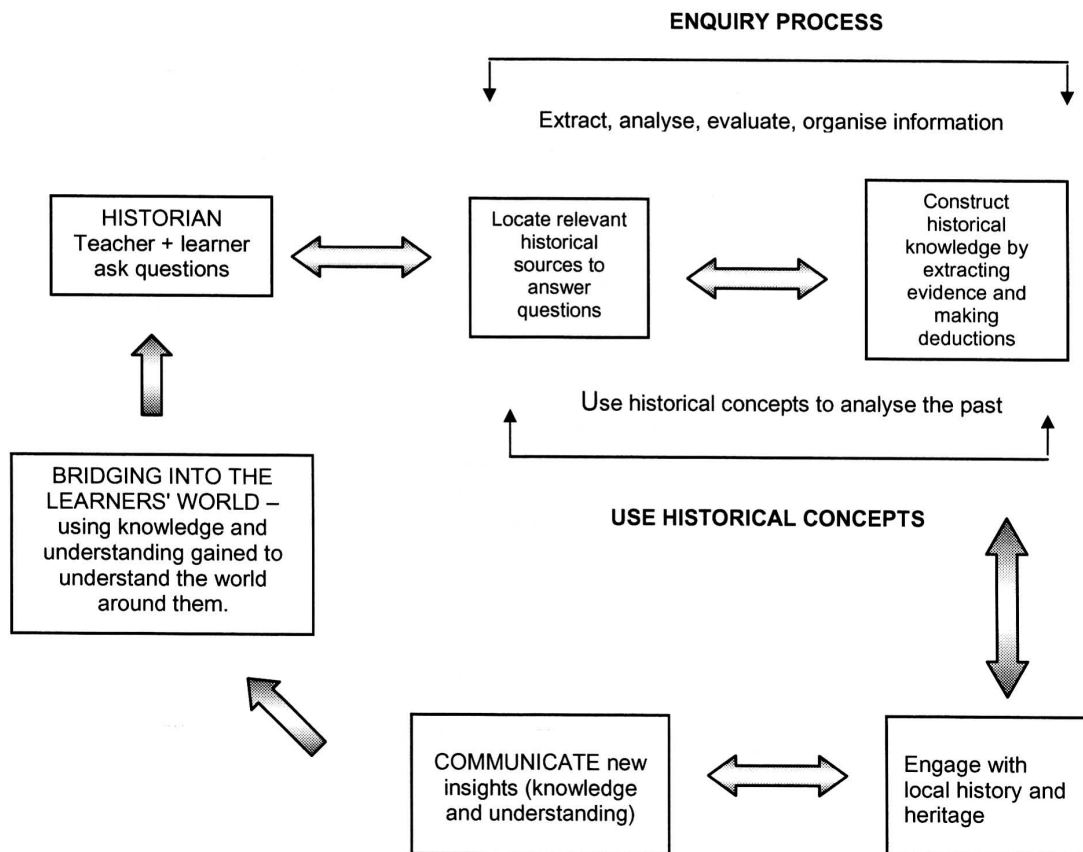 ENQUIRY PROCESS
Extract, analyse, evaluate, organise information
HISTORIAN
Teacher + learner
ask questions
Locate relevant
historical
sources to
answer
questions
Construct
historical
knowledge by
extracting
evidence and
making
deductions
Use historical concepts to analyse the past
USE HISTORICAL CONCEPTS
BRIDGING INTO THE
LEARNERS' WORLD –
using knowledge and
understanding gained to
understand the world
around them.
COMMUNICATE new
insights (knowledge
and understanding)
Engage with
local history and
heritage